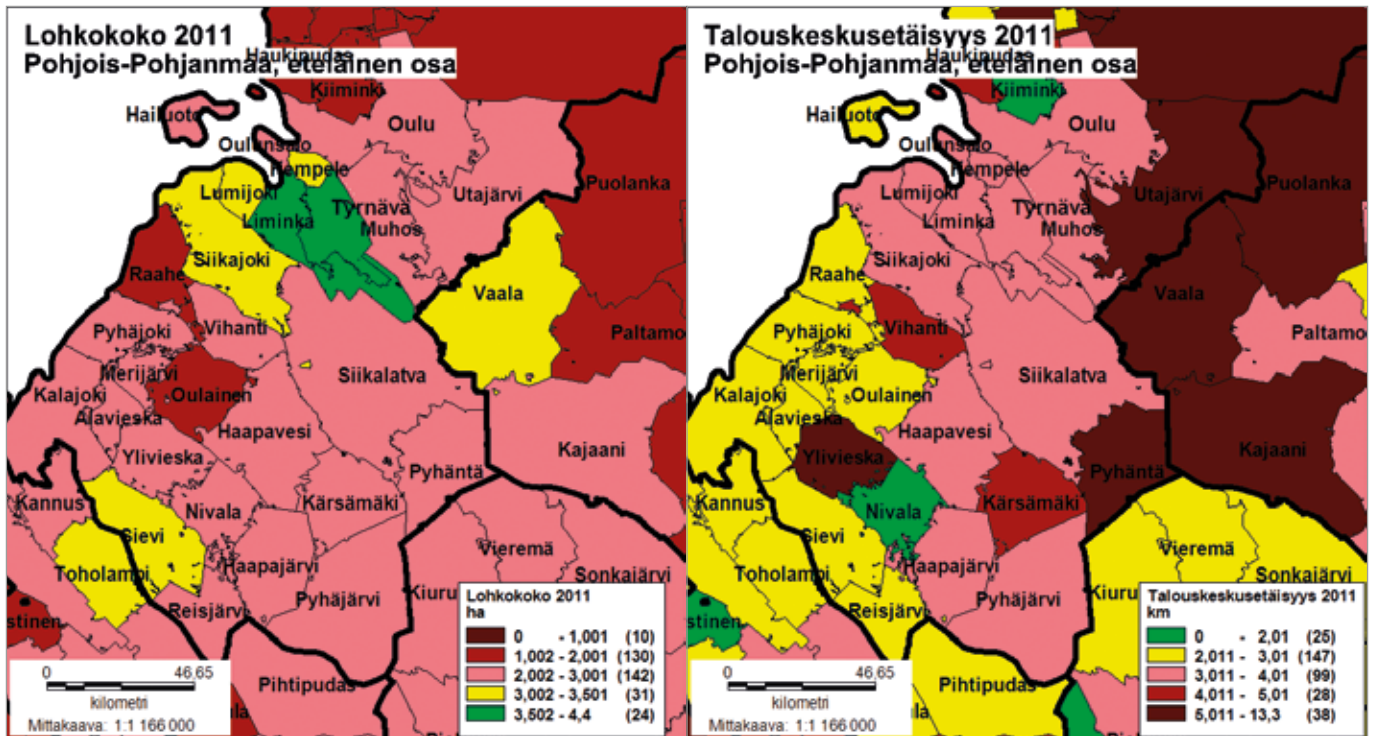 Lohkokoko 2011
Pohjois-Pohjanmaa, eteläinen osa
Haukipudas
Kiiminki
Hailuoto
Oulu
Oulunsalo
Kempele
Lumijoki
Utajärvi
Puolanka
Liminka
Tyrnävä
Muhos
Siikajoki
Raahe
Vaala
Pyhäjoki
Vihanti
Paltamo
Merijärvi
Siikalatva
Kalajoki
Oulainen
Alavieska
Haapavesi
Kajaani
Ylivieska
Pyhäntä
Kannus
Nivala
Kärsämäki
Sievi
Vieremä
Toholampi
Haapajärvi
Sonkajärvi
Reisjärvi
Pyhäjärvi
Kiuru
stinen
Pihtipudas
la
Pie
Lohkokoko 2011
ha
0 - 1,001 (10)
1,002 - 2,001 (130)
2,002 - 3,001 (142)
3,002 - 3,501 (31)
3,502 - 4,4 (24)
0 46,65
kilometri
Mittakaava: 1:1 166 000
Talouskeskusetäisyys 2011
Pohjois-Pohjanmaa, eteläinen osa
Haukipudas
Kiiminki
Hailuoto
Oulu
Oulunsalo
Kempele
Lumijoki
Utajärvi
Puolanka
Liminka
Tyrnävä
Muhos
Siikajoki
Raahe
Vaala
Pyhäjoki
Vihanti
Paltamo
Merijärvi
Siikalatva
Kalajoki
Oulainen
Alavieska
Haapavesi
Kajaani
Ylivieska
Pyhäntä
Kannus
Nivala
Kärsämäki
Sievi
Vieremä
Toholampi
Haapajärvi
Sonkajärvi
Reisjärvi
Pyhäjärvi
Kiuru
stinen
Pihtipudas
la
Talouskeskusetäisyys 2011
km
0 - 2,01 (25)
2,011 - 3,01 (147)
3,011 - 4,01 (99)
4,011 - 5,01 (28)
5,011 - 13,3 (38)
0 46,65
kilometri
Mittakaava: 1:1 166 000